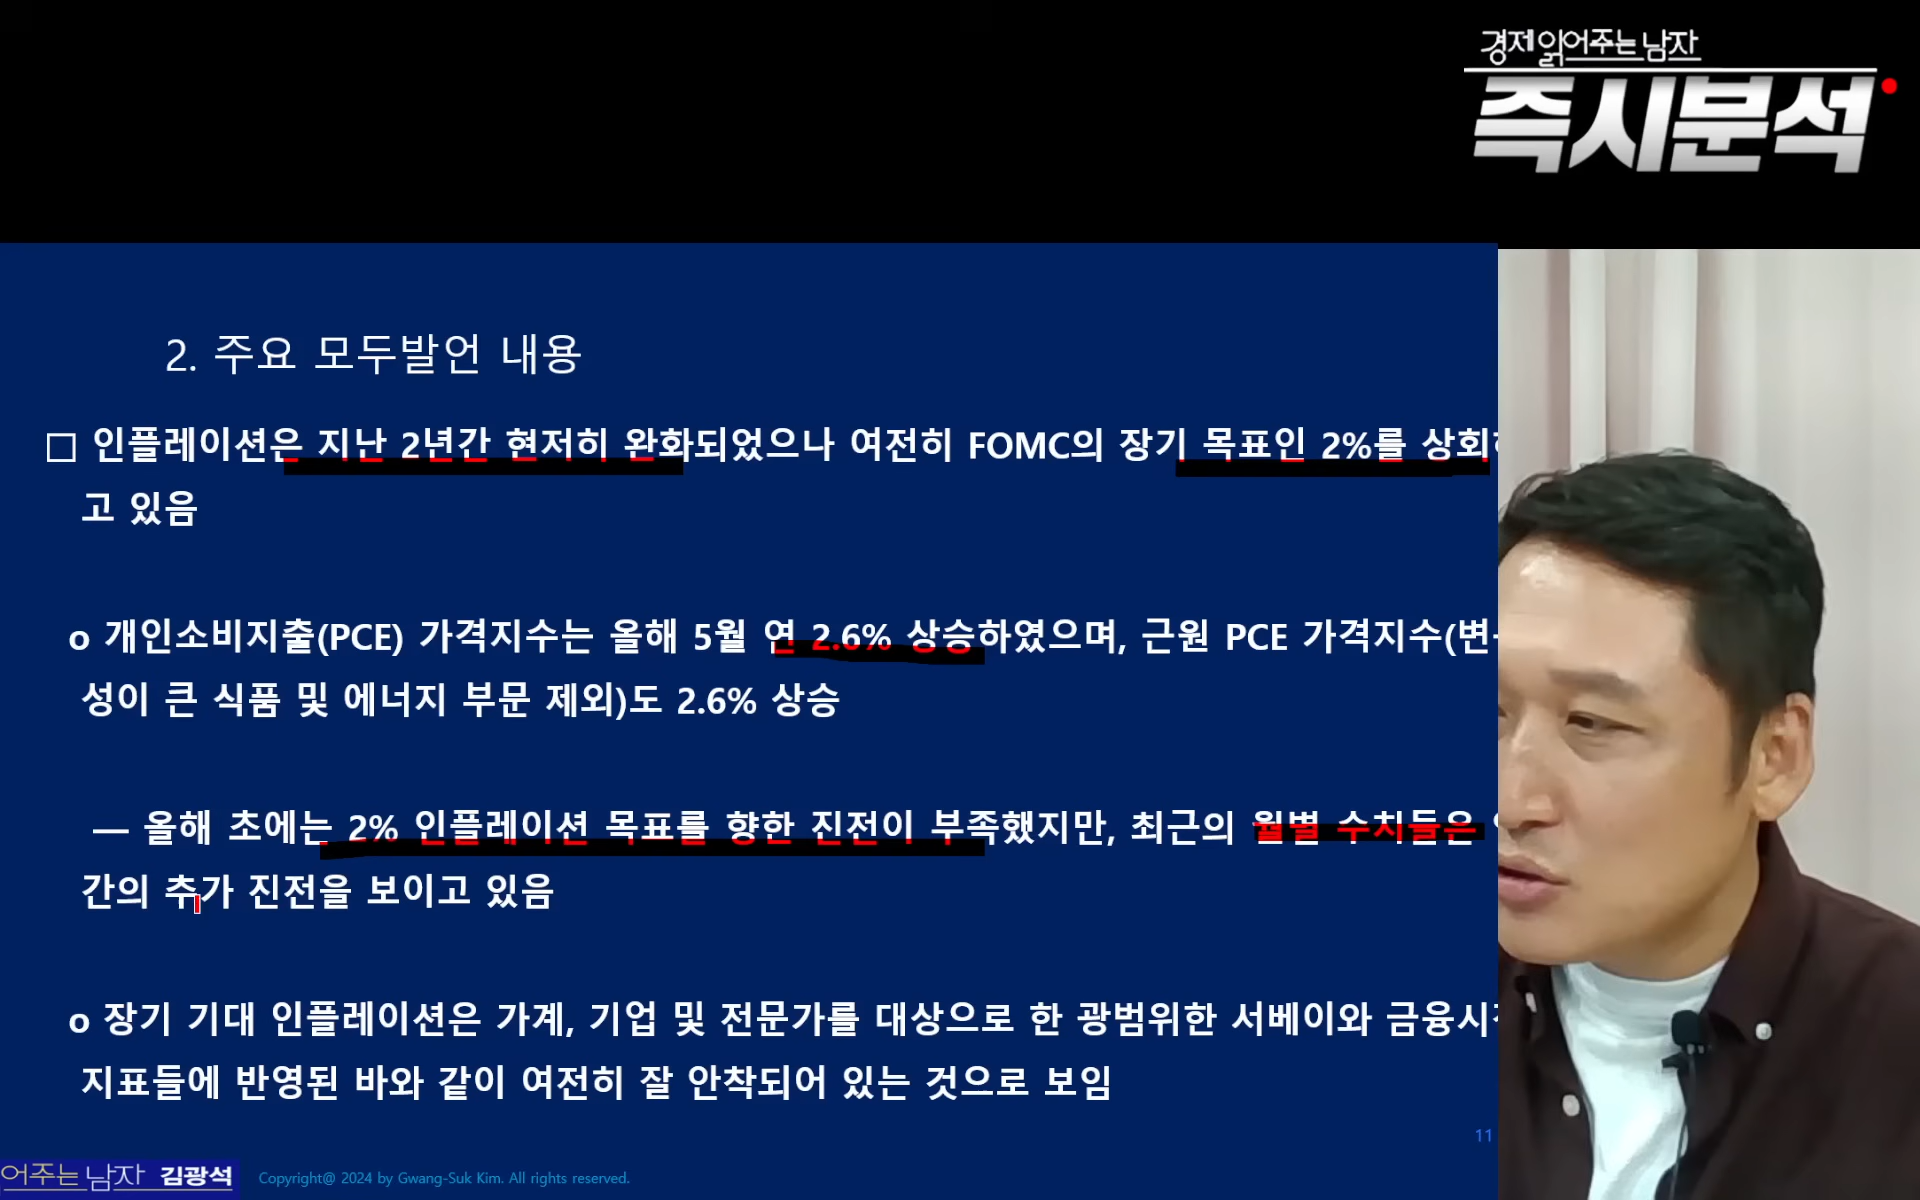 경제 읽어주는 남자
즉시분석
2. 주요 모두발언 내용
□ 인플레이션은 지난 2년간 현저히 완화되었으나 여전히 FOMC의 장기 목표인 2%를 상회
고 있음
o 개인소비지출(PCE) 가격지수는 올해 5월 연 2.6% 상승하였으며, 근원 PCE 가격지수(변
성이 큰 식품 및 에너지 부문 제외)도 2.6% 상승
― 올해 초에는 2% 인플레이션 목표를 향한 진전이 부족했지만, 최근의 월별 수치들은
간의 추가 진전을 보이고 있음
o 장기 기대 인플레이션은 가계, 기업 및 전문가를 대상으로 한 광범위한 서베이와 금융시
지표들에 반영된 바와 같이 여전히 잘 안착되어 있는 것으로 보임
11
어주는 남자 김광석
Copyright@ 2024 by Gwang-Suk Kim. All rights reserved.